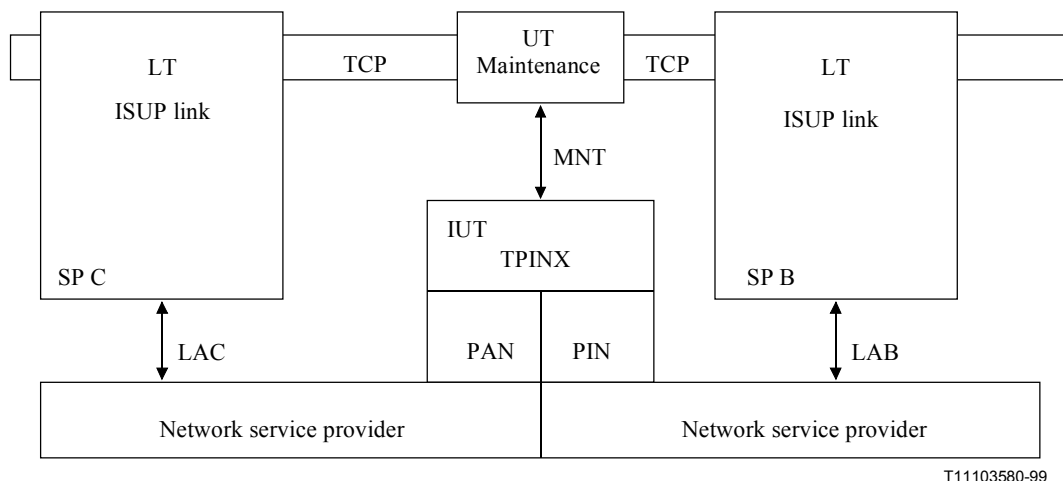 LT
ISUP link
SP C
TCP
UT
Maintenance
TCP
LT
ISUP link
SP B
MNT
IUT
TPINX
PAN
PIN
LAC
LAB
Network service provider
Network service provider
T11103580-99